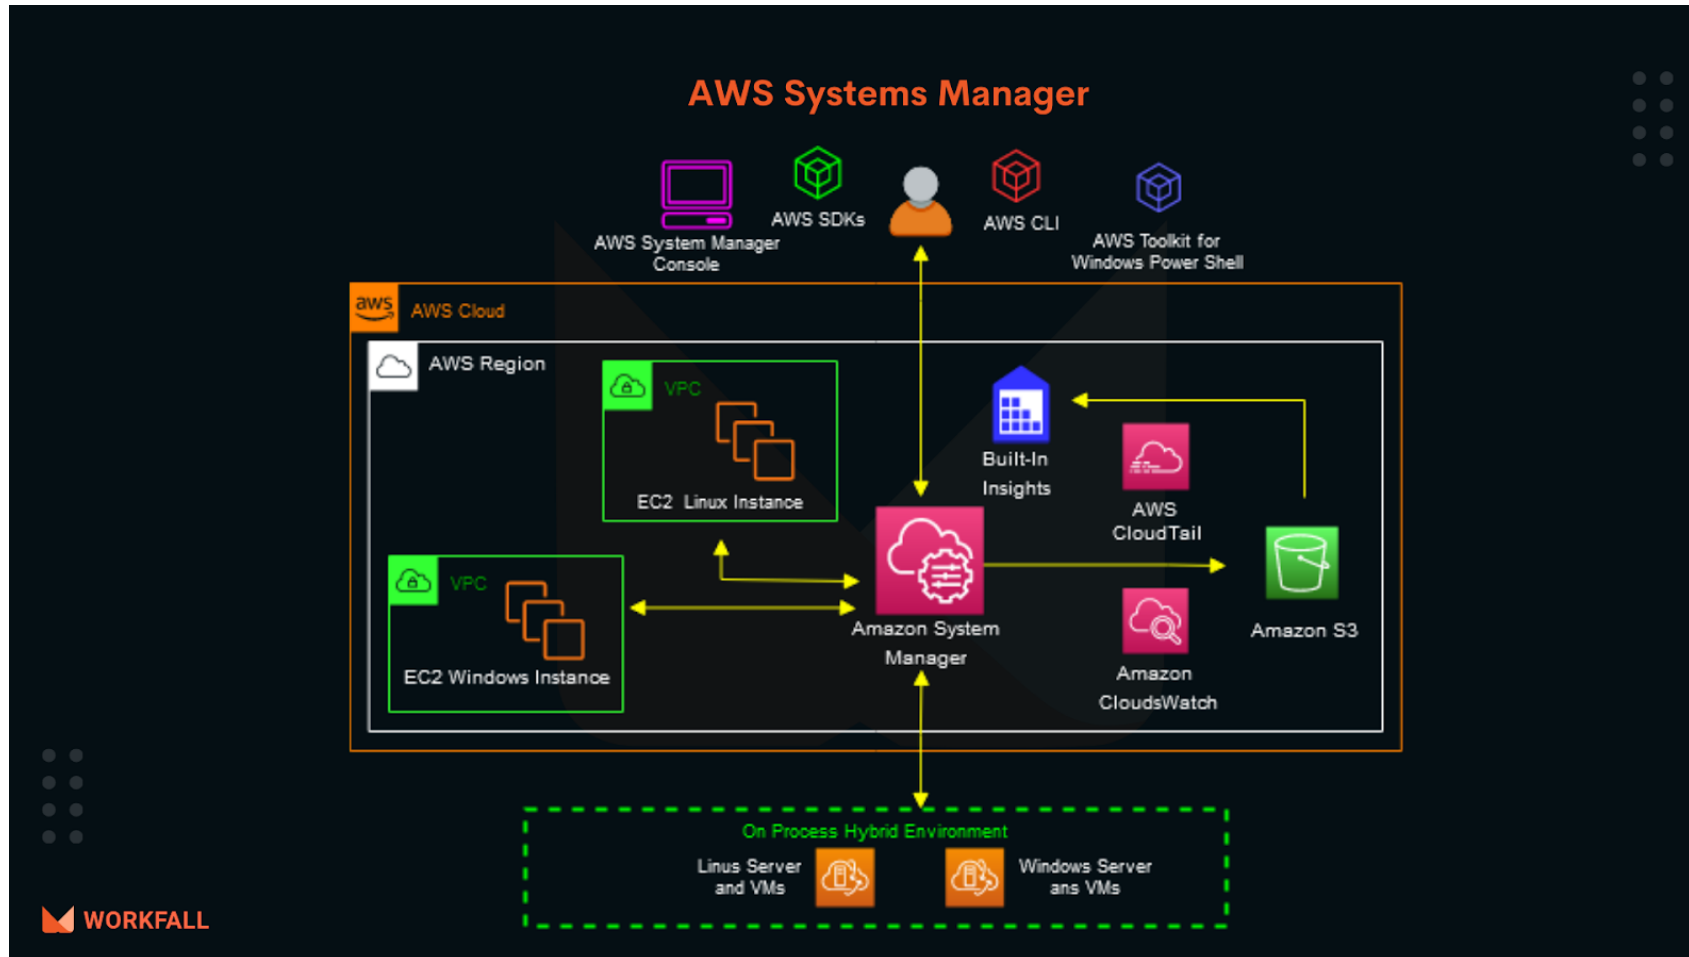 AWS Systems Manager
AWS System Manager
Console
AWS SDKs
AWS CLI
AWS Toolkit for
Windows Power Shell
aws
AWS Cloud
AWS Region
VPC
EC2 Linux Instance
VPC
EC2 Windows Instance
Built-In
Insights
AWS
CloudTail
Amazon System
Manager
Amazon
CloudsWatch
Amazon S3
On Process Hybrid Environment
Linus Server
and VMs
Windows Server
ans VMs
WORKFALL